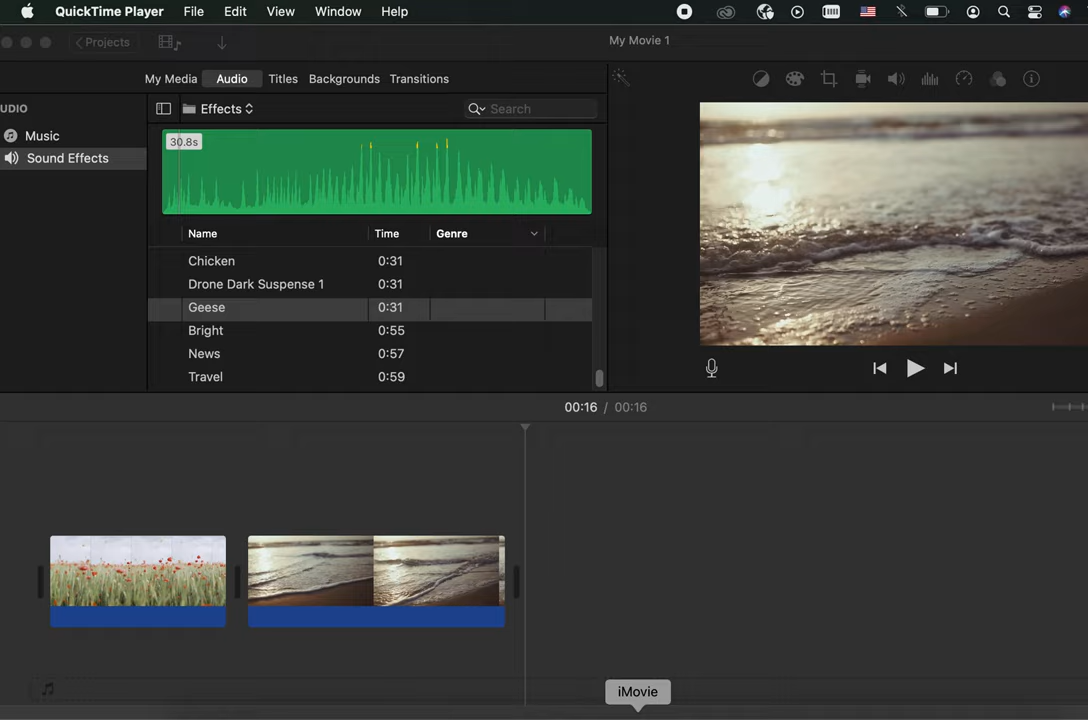 QuickTime Player File Edit View Window Help
Projects
My Movie 1
My Media Audio Titles Backgrounds Transitions
UDIO
Effects
Search
Music
30.8s
Sound Effects
Name Time Genre
Chicken 0:31
Drone Dark Suspense 1 0:31
Geese 0:31
Bright 0:55
News 0:57
Travel 0:59
00:16 / 00:16
iMovie